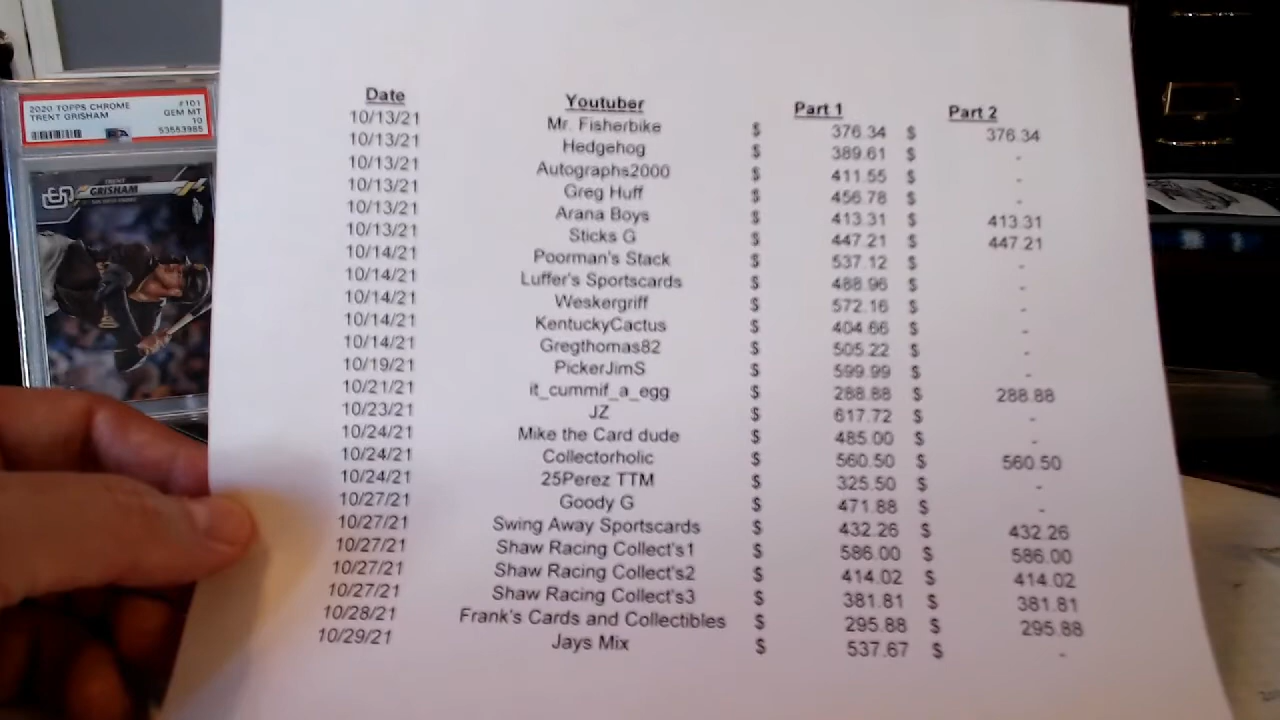 2020 TOPPS CHROME #101
TRENT GRISHAM GEM MT
10
53553985
TRENT
GRISHAM
Date Youtuber Part 1 Part 2
10/13/21 Mr. Fisherbike $ 376.34 $ 376.34
10/13/21 Hedgehog $ 389.61 $ -
10/13/21 Autographs2000 $ 411.55 $ -
10/13/21 Greg Huff $ 456.78 $ -
10/13/21 Arana Boys $ 413.31 $ 413.31
10/13/21 Sticks G $ 447.21 $ 447.21
10/14/21 Poorman's Stack $ 537.12 $ -
10/14/21 Luffer's Sportscards $ 488.96 $ -
10/14/21 Weskergriff $ 572.16 $ -
10/14/21 KentuckyCactus $ 404.66 $ -
10/14/21 Gregthomas82 $ 505.22 $ -
10/19/21 PickerJimS $ 599.99 $ -
10/21/21 it_cummif_a_egg $ 288.88 $ 288.88
10/23/21 JZ $ 617.72 $ -
10/24/21 Mike the Card dude $ 485.00 $ -
10/24/21 Collectorholic $ 560.50 $ 560.50
10/24/21 25Perez TTM $ 325.50 $ -
10/27/21 Goody G $ 471.88 $ -
10/27/21 Swing Away Sportscards $ 432.26 $ 432.26
10/27/21 Shaw Racing Collect's1 $ 586.00 $ 586.00
10/27/21 Shaw Racing Collect's2 $ 414.02 $ 414.02
10/27/21 Shaw Racing Collect's3 $ 381.81 $ 381.81
10/28/21 Frank's Cards and Collectibles $ 295.88 $ 295.88
10/29/21 Jays Mix $ 537.67 $ -